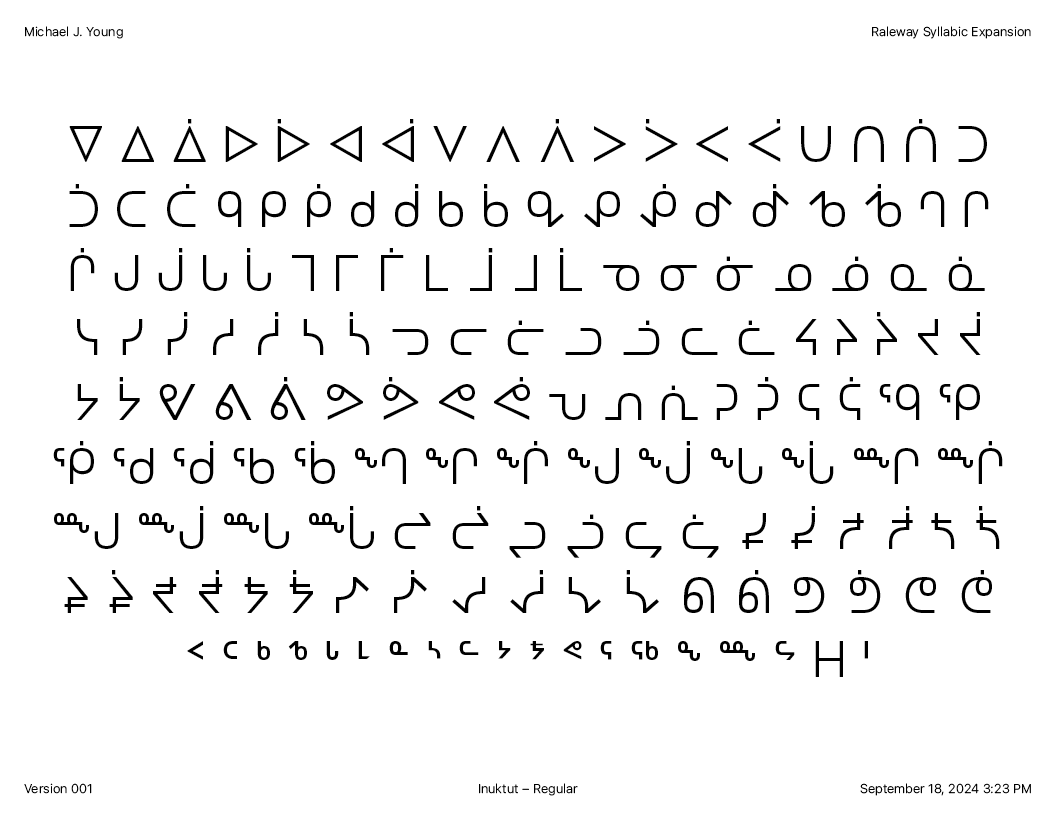 Michael J. Young
Raleway Syllabic Expansion
ᐁ ᐃ ᐄ ᐅ ᐆ ᐊ ᐋ ᐯ ᐱ ᐲ ᐳ ᐴ ᐸ ᐹ ᑌ ᑎ ᑏ ᑐ
ᑑ ᑕ ᑖ ᑫ ᑭ ᑮ ᑯ ᑰ ᑲ ᑳ ᕴ ᕵ ᕶ ᕷ ᕸ ᕹ ᕺ ᒉ ᒋ
ᒌ ᒍ ᒎ ᒐ ᒑ ᒣ ᒥ ᒦ ᒪ ᒨ ᒧ ᒫ ᓀ ᓂ ᓃ ᓄ ᓅ ᓇ ᓈ
ᓭ ᓯ ᓰ ᓱ ᓲ ᓴ ᓵ ᓓ ᓕ ᓖ ᓗ ᓘ ᓚ ᓛ ᔦ ᔨ ᔩ ᔪ ᔫ
ᔭ ᔮ ᕓ ᕕ ᕖ ᕗ ᕘ ᕙ ᕚ ᕃ ᕆ ᕇ ᕈ ᕉ ᕋ ᕌ ᙯ ᕿ
ᖀ ᖁ ᖂ ᖃ ᖄ ᙰ ᖏ ᖐ ᖑ ᖒ ᖓ ᖔ ᙱ ᙲ
ᙳ ᙴ ᙵ ᙶ ᖠ ᖡ ᖢ ᖣ ᖤ ᖥ 𑪰 𑪱 𑪲 𑪳 𑪴 𑪵
ᖨ ᖩ ᖪ ᖫ ᖬ ᖭ 𑪶 𑪷 𑪸 𑪹 𑪺 𑪻 ᕠ ᕢ ᕤ ᕥ ᕦ ᕧ
ᑉ ᑦ ᒃ ᕻ ᒡ ᒻ ᓐ ᔅ ᓪ ᔾ ᖮ ᕝ ᕐ ᖅ ᖕ ᖖ ᖦ ᕼ ᑊ
Version 001
Inuktut – Regular
September 18, 2024 3:23 PM